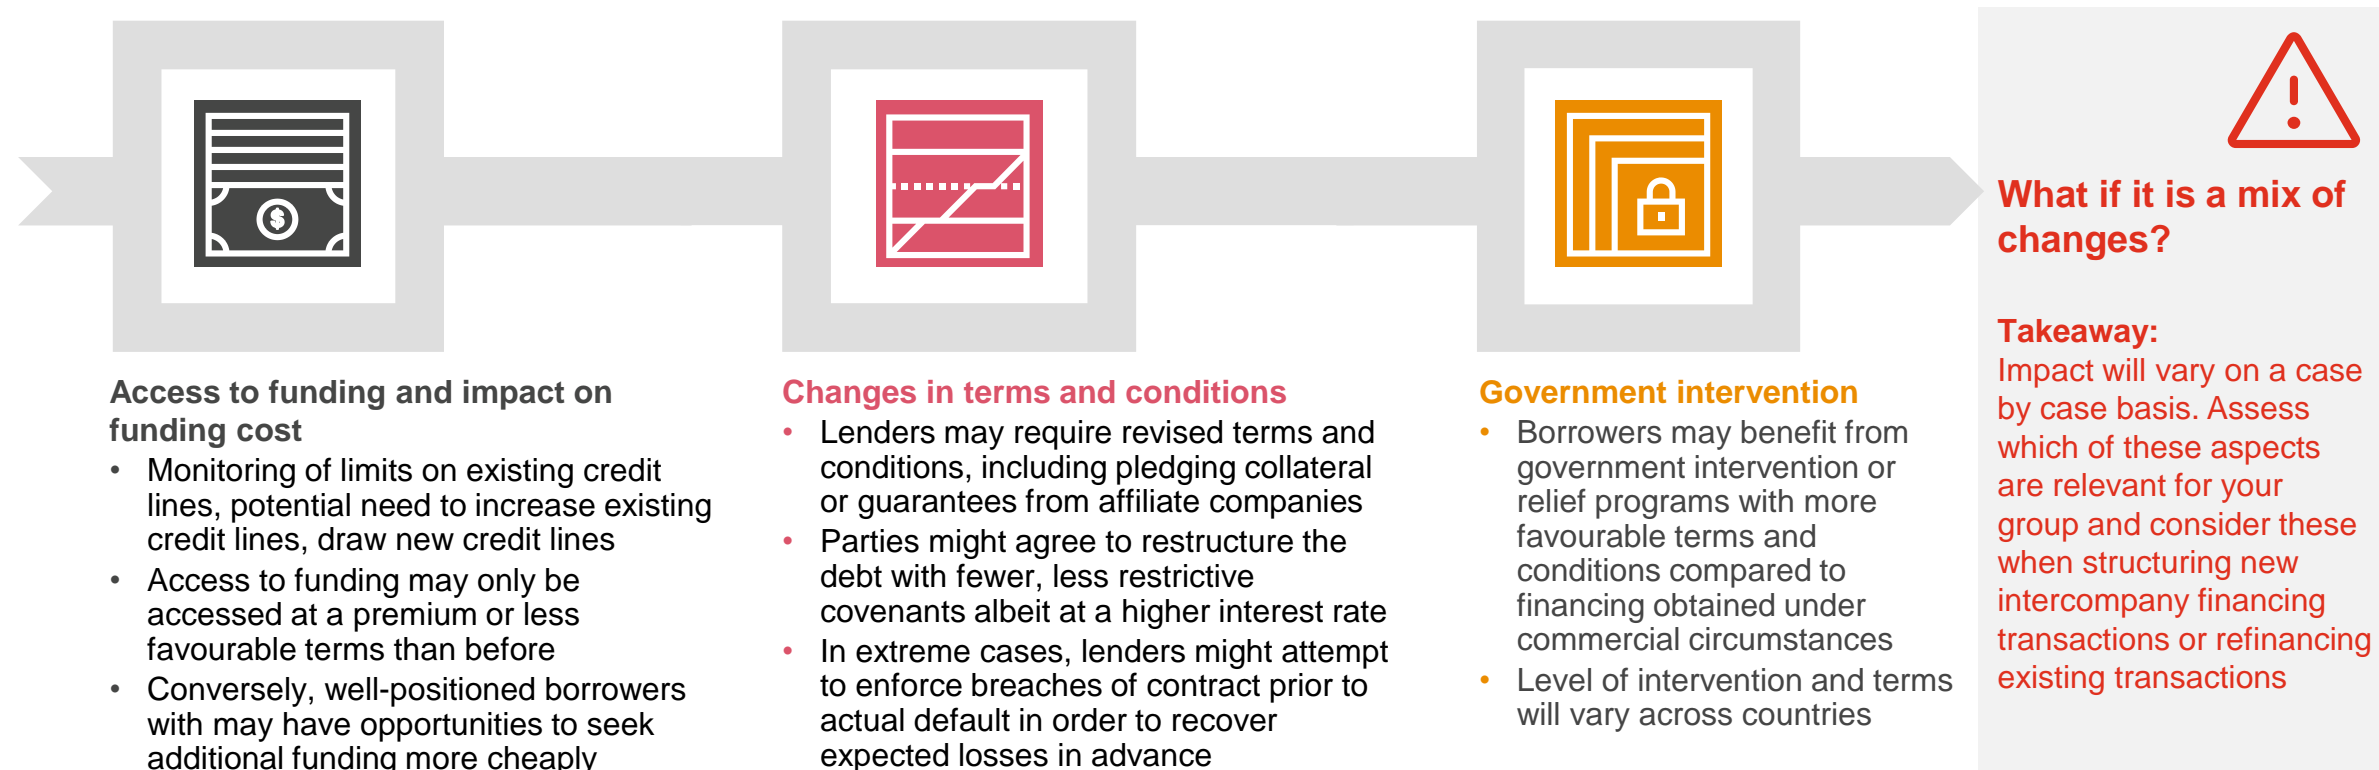 Access to funding and impact on
funding cost
• Monitoring of limits on existing credit
lines, potential need to increase existing
credit lines, draw new credit lines
• Access to funding may only be
accessed at a premium or less
favourable terms than before
• Conversely, well-positioned borrowers
with may have opportunities to seek
additional funding more cheaply
Changes in terms and conditions
• Lenders may require revised terms and
conditions, including pledging collateral
or guarantees from affiliate companies
• Parties might agree to restructure the
debt with fewer, less restrictive
covenants albeit at a higher interest rate
• In extreme cases, lenders might attempt
to enforce breaches of contract prior to
actual default in order to recover
expected losses in advance
Government intervention
• Borrowers may benefit from
government intervention or
relief programs with more
favourable terms and
conditions compared to
financing obtained under
commercial circumstances
• Level of intervention and terms
will vary across countries
What if it is a mix of
changes?
Takeaway:
Impact will vary on a case
by case basis. Assess
which of these aspects
are relevant for your
group and consider these
when structuring new
intercompany financing
transactions or refinancing
existing transactions